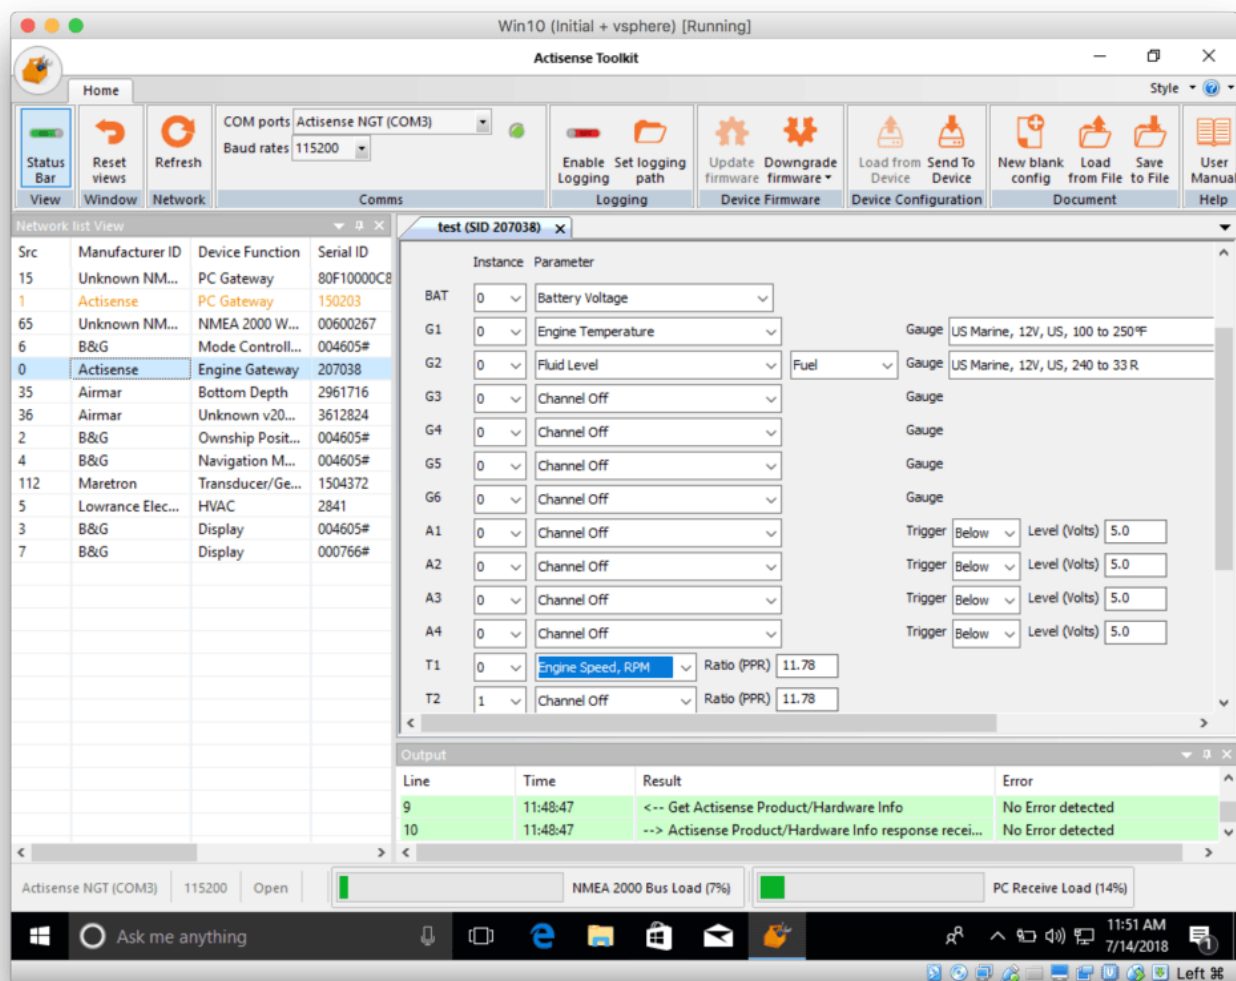 Win10 (Initial + vsphere) [Running]
Actisense Toolkit
Home
Style
COM ports Actisense NGT (COM3)
Baud rates 115200
Status Bar
Reset views
Refresh
Enable Logging
Set logging path
Update firmware
Downgrade firmware
Load from Device
Send To Device
New blank config
Load from File
Save to File
User Manual
View Window Network Comms Logging Device Firmware Device Configuration Document Help
Network list View
Src Manufacturer ID Device Function Serial ID
15 Unknown NM... PC Gateway 80F10000C8
1 Actisense PC Gateway 150203
65 Unknown NM... NMEA 2000 W... 00600267
6 B&G Mode Controll... 004605#
0 Actisense Engine Gateway 207038
35 Airmar Bottom Depth 2961716
36 Airmar Unknown v20... 3612824
2 B&G Ownship Posit... 004605#
4 B&G Navigation M... 004605#
112 Maretron Transducer/Ge... 1504372
5 Lowrance Elec... HVAC 2841
3 B&G Display 004605#
7 B&G Display 000766#
test (SID 207038)
Instance Parameter
BAT 0 Battery Voltage
G1 0 Engine Temperature Gauge US Marine, 12V, US, 100 to 250°F
G2 0 Fluid Level Fuel Gauge US Marine, 12V, US, 240 to 33 R
G3 0 Channel Off Gauge
G4 0 Channel Off Gauge
G5 0 Channel Off Gauge
G6 0 Channel Off Gauge
A1 0 Channel Off Trigger Below Level (Volts) 5.0
A2 0 Channel Off Trigger Below Level (Volts) 5.0
A3 0 Channel Off Trigger Below Level (Volts) 5.0
A4 0 Channel Off Trigger Below Level (Volts) 5.0
T1 0 Engine Speed, RPM Ratio (PPR) 11.78
T2 1 Channel Off Ratio (PPR) 11.78
Output
Line Time Result Error
9 11:48:47 <-- Get Actisense Product/Hardware Info No Error detected
10 11:48:47 --> Actisense Product/Hardware Info response recei... No Error detected
Actisense NGT (COM3) 115200 Open NMEA 2000 Bus Load (7%) PC Receive Load (14%)
Ask me anything
11:51 AM
7/14/2018
1
Left ⌘